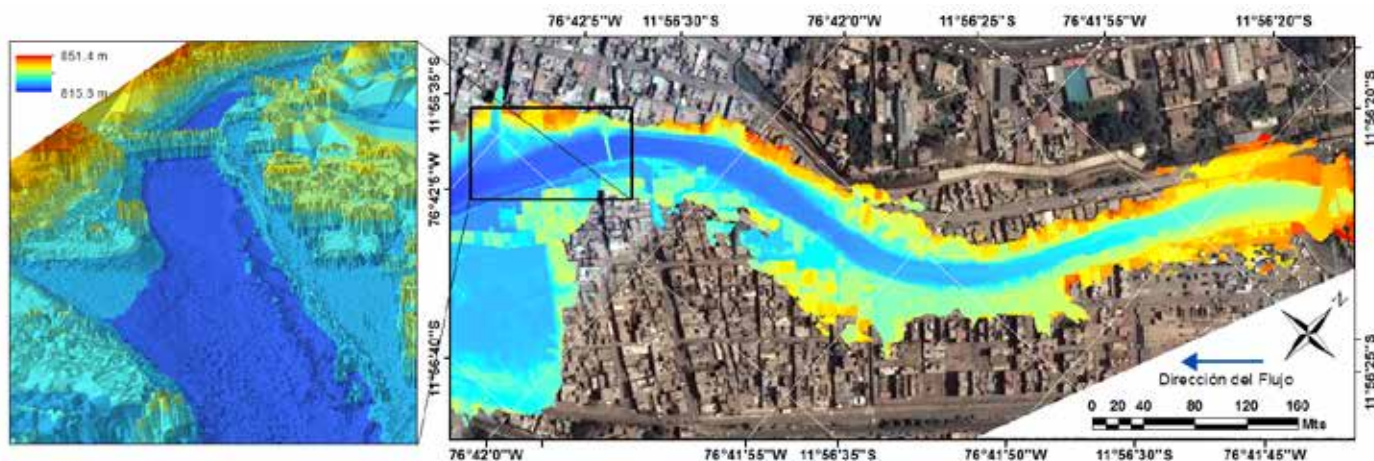 76°42'5"W 11°56'30"S 76°42'0"W 11°56'25"S 76°41'55"W 11°56'20"S
851.4 m
815.3 m
11°56'35"S
76°42'5"W
11°56'40"S
11°56'20"S
11°56'25"S
N
Dirección del Flujo
0 20 40 80 120 160
Mts
76°42'0"W 76°41'55"W 11°56'35"S 76°41'50"W 11°56'30"S 76°41'45"W